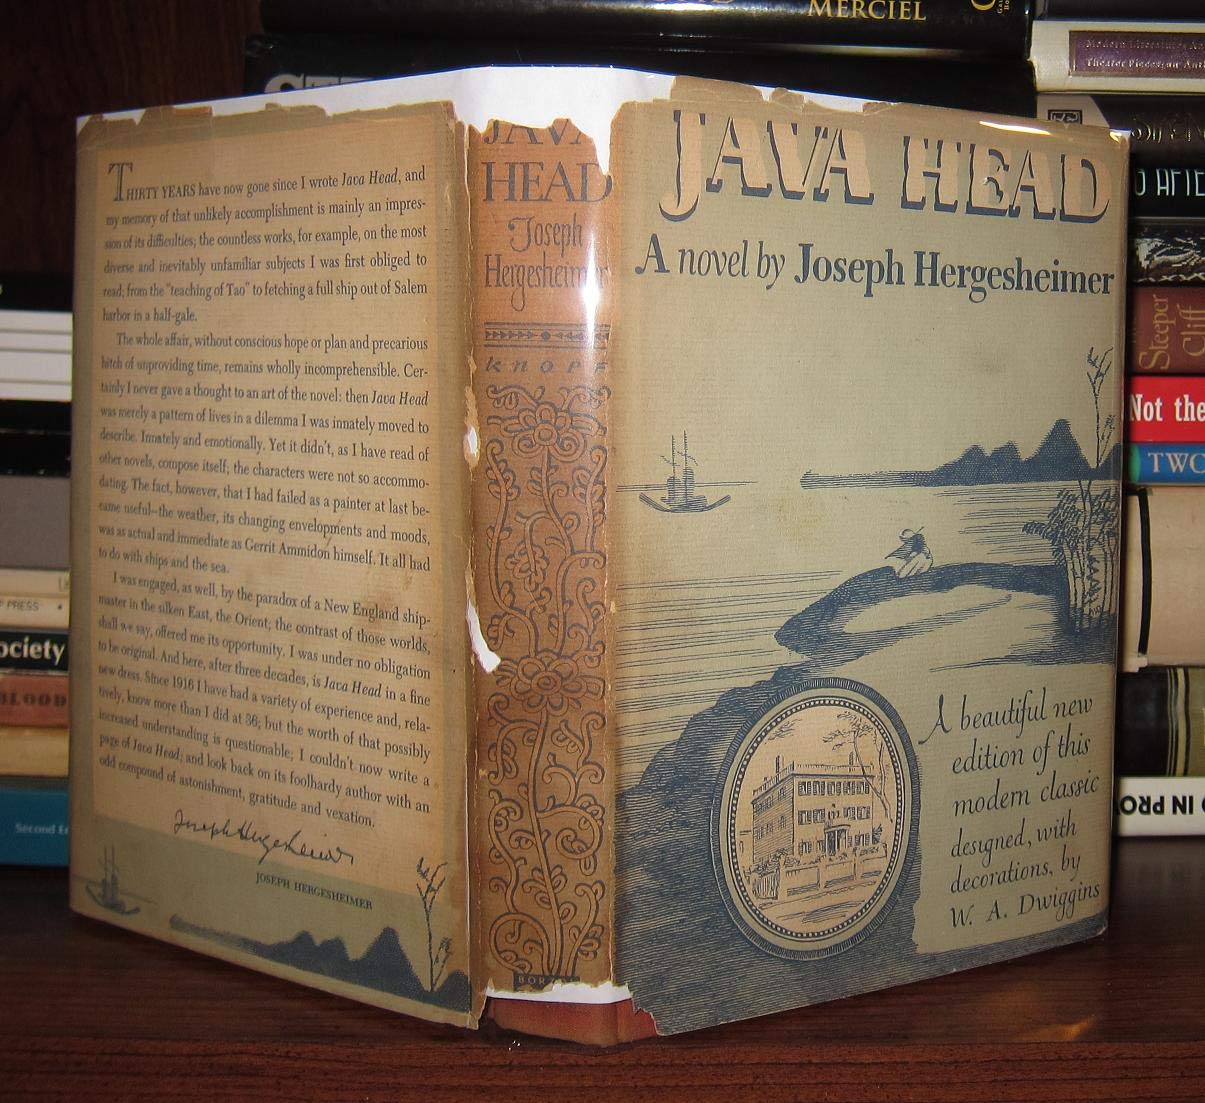 MERCIEL
THIRTY YEARS have now gone since I wrote Java Head, and
my memory of that unlikely accomplishment is mainly an impres-
sion of its difficulties; the countless works, for example, on the most
diverse and inevitably unfamiliar subjects I was first obliged to
read; from the "teaching of Tao" to fetching a full ship out of Salem
harbor in a half-gale.
The whole affair, without conscious hope or plan and precarious
hitch of unproviding time, remains wholly incomprehensible. Cer-
tainly I never gave a thought to an art of the novel: then Java Head
was merely a pattern of lives in a dilemma I was innately moved to
describe. Innately and emotionally. Yet it didn't, as I have read of
other novels, compose itself; the characters were not so accommo-
dating. The fact, however, that I had failed as a painter at last be-
came useful—the weather, its changing envelopments and moods,
was as actual and immediate as Gerrit Ammidon himself. It all had
to do with ships and the sea.
I was engaged, as well, by the paradox of a New England ship-
master in the silken East, the Orient; the contrast of those worlds,
shall we say, offered me its opportunity. I was under no obligation
to be original. And here, after three decades, is Java Head in a fine
new dress. Since 1916 I have had a variety of experience and, rela-
tively, know more than I did at 36; but the worth of that possibly
increased understanding is questionable; I couldn't now write a
page of Java Head; and look back on its foolhardy author with an
odd compound of astonishment, gratitude and vexation.
Joseph Hergesheimer
JOSEPH HERGESHEIMER
JAVA
HEAD
Joseph
Hergesheimer
KNOPF
BORZ
JAVA HEAD
A novel by Joseph Hergesheimer
A beautiful new
edition of this
modern classic
designed, with
decorations, by
W. A. Dwiggins
PRESS
ociety
BLOOD
Second
Steeper
Cliff
Not the
TWO
IN PRO